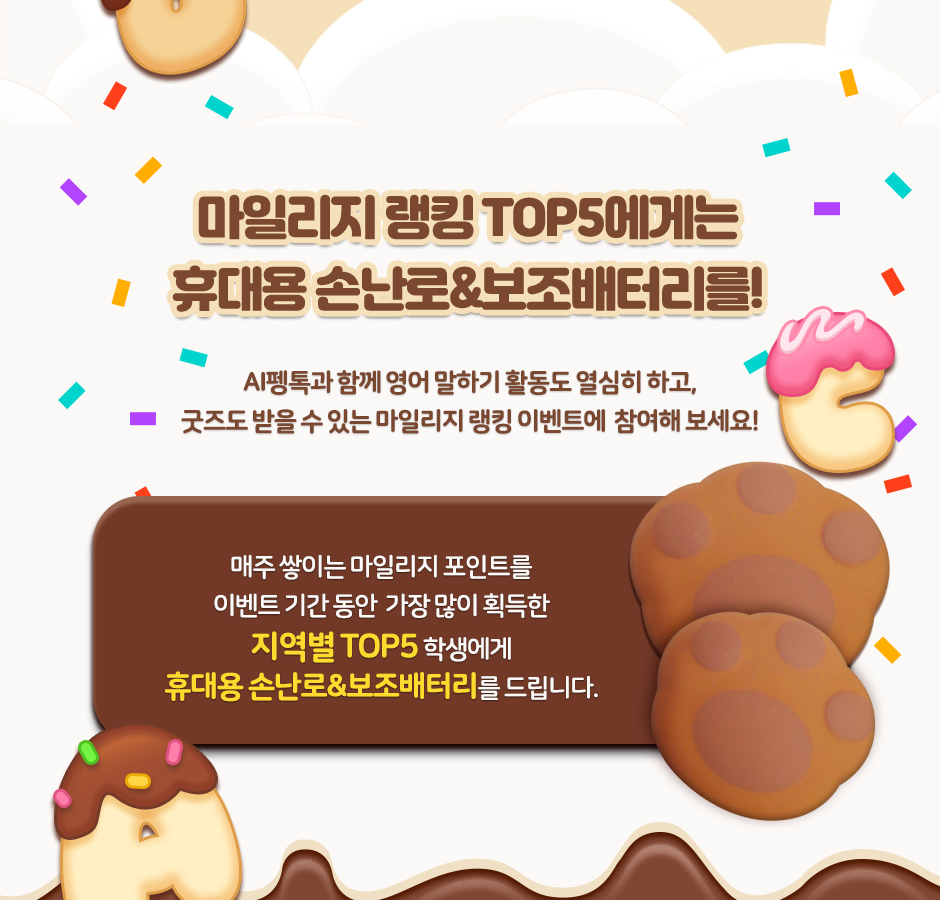 마일리지 랭킹 TOP5에게는
휴대용 손난로&보조배터리를!
AI펭톡과 함께 영어 말하기 활동도 열심히 하고,
굿즈도 받을 수 있는 마일리지 랭킹 이벤트에 참여해 보세요!
매주 쌓이는 마일리지 포인트를
이벤트 기간 동안 가장 많이 획득한
지역별 TOP5 학생에게
휴대용 손난로&보조배터리를 드립니다.
A